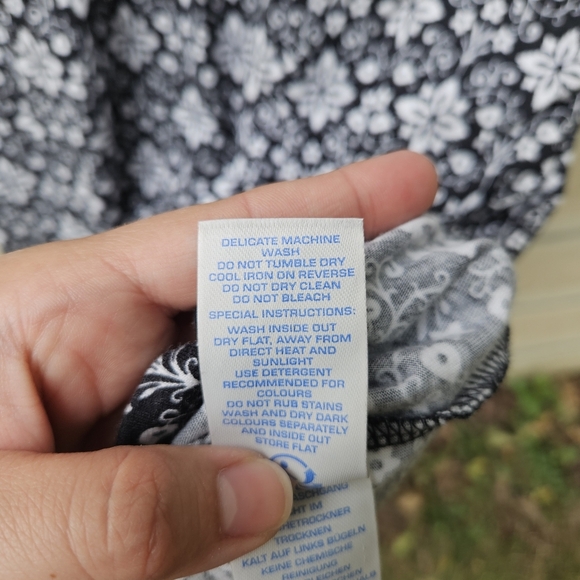 DELICATE MACHINE
WASH
DO NOT TUMBLE DRY
COOL IRON ON REVERSE
DO NOT DRY CLEAN
DO NOT BLEACH
SPECIAL INSTRUCTIONS:
WASH INSIDE OUT
DRY FLAT, AWAY FROM
DIRECT HEAT AND
SUNLIGHT
USE DETERGENT
RECOMMENDED FOR
COLOURS
DO NOT RUB STAINS
WASH AND DRY DARK
COLOURS SEPARATELY
AND INSIDE OUT
STORE FLAT
IM
TROCKNEN
KALT AUF LINKS BÜGELN
KEINE CHEMISCHE
REINIGUNG